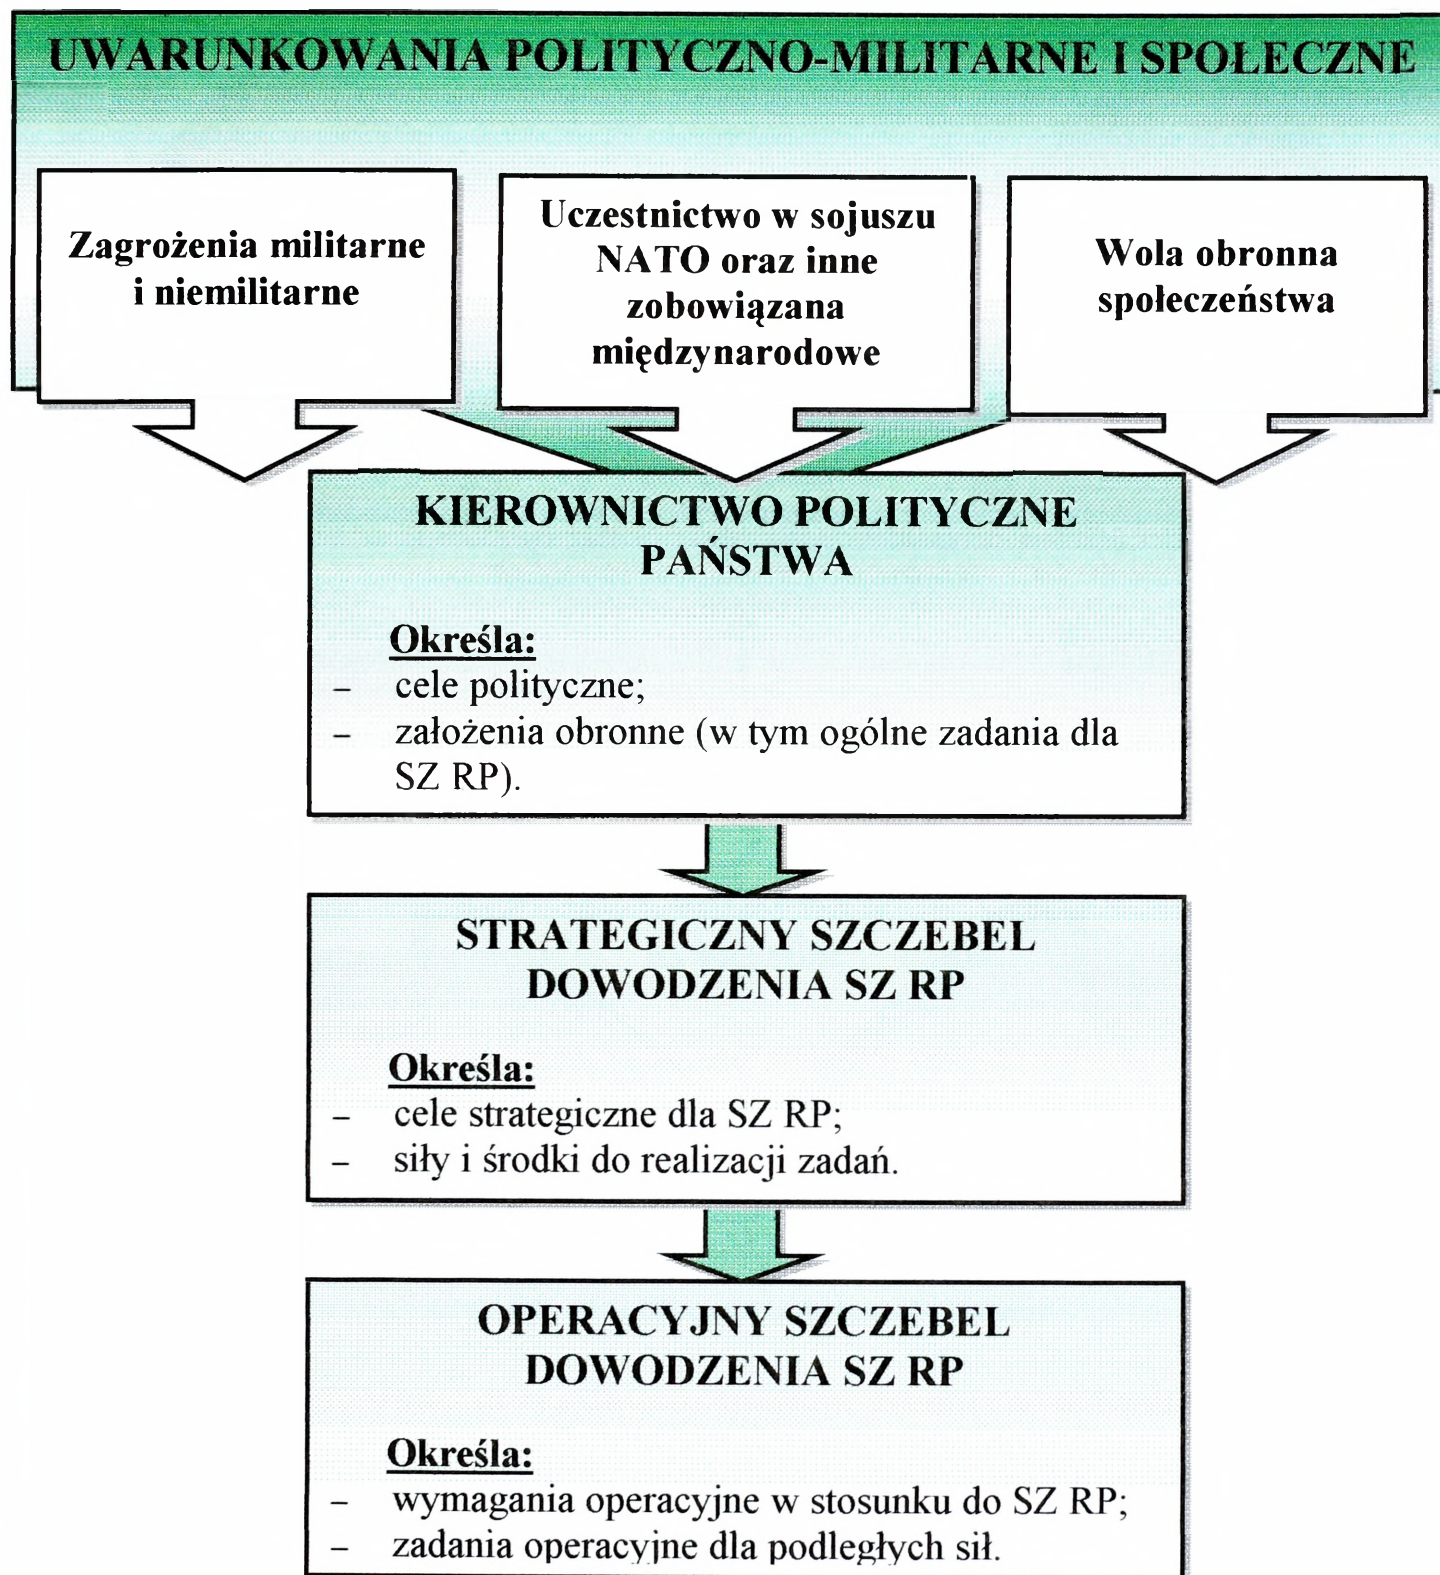 UWARUNKOWANIA POLITYCZNO-MILITARNE I SPOŁECZNE
Zagrożenia militarne
i niemilitarne
Uczestnictwo w sojuszu
NATO oraz inne
zobowiązana
międzynarodowe
Wola obronna
społeczeństwa
KIEROWNICTWO POLITYCZNE
PAŃSTWA
Określa:
– cele polityczne;
– założenia obronne (w tym ogólne zadania dla
SZ RP).
STRATEGICZNY SZCZEBEL
DOWODZENIA SZ RP
Określa:
– cele strategiczne dla SZ RP;
– siły i środki do realizacji zadań.
OPERACYJNY SZCZEBEL
DOWODZENIA SZ RP
Określa:
– wymagania operacyjne w stosunku do SZ RP;
– zadania operacyjne dla podległych sił.